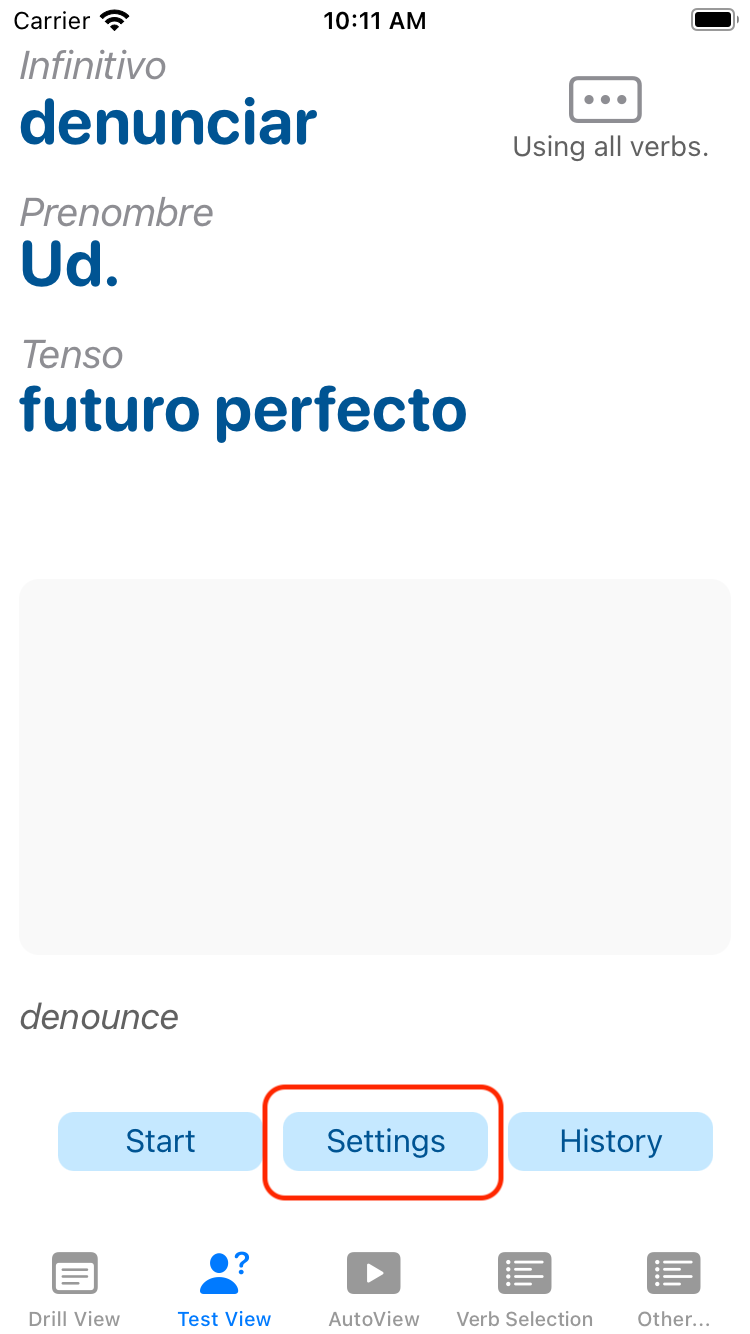 Carrier 10:11 AM
Infinitivo
denunciar
Using all verbs.
Prenombre
Ud.
Tenso
futuro perfecto
denounce
Start Settings History
Drill View Test View AutoView Verb Selection Other...